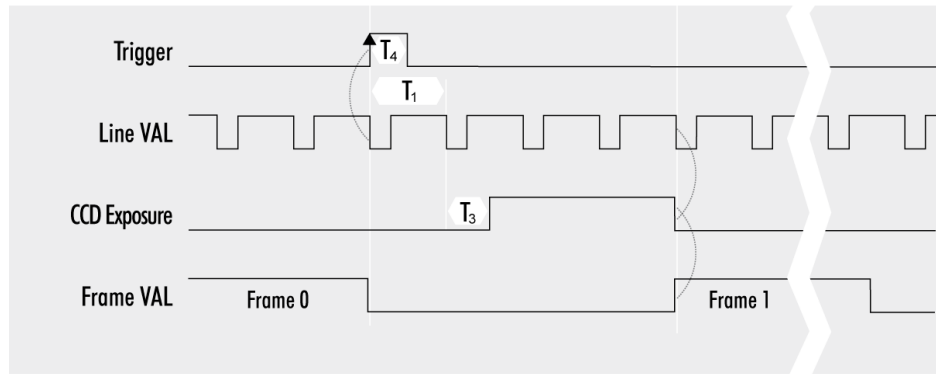 Trigger
T4
T1
Line VAL
CCD Exposure
T3
Frame VAL
Frame 0
Frame 1